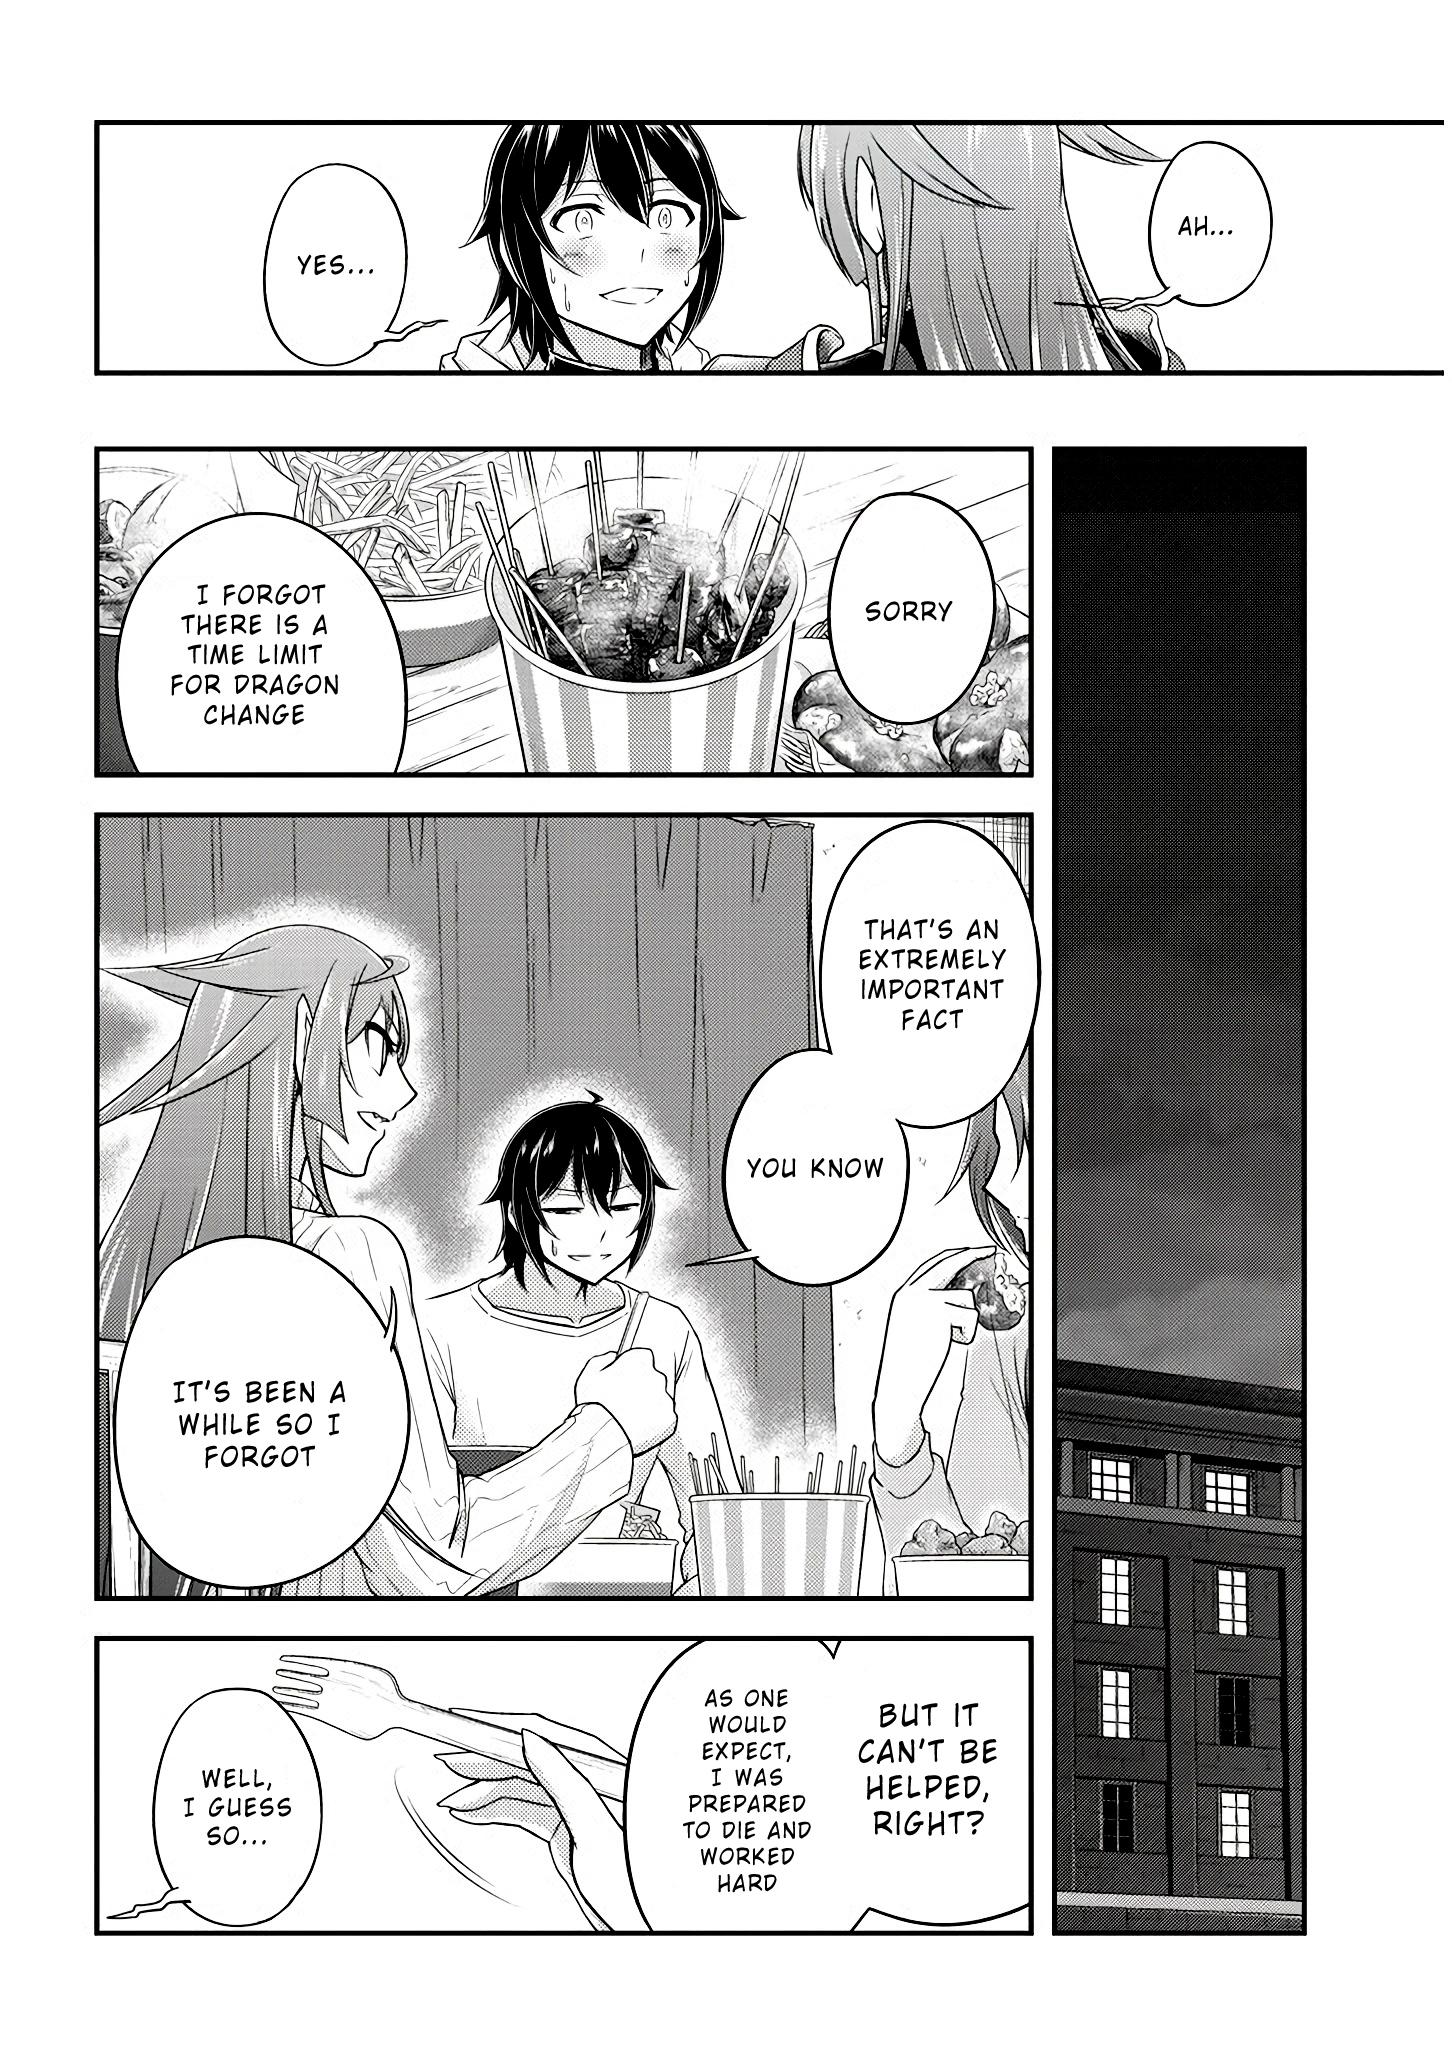 AH...
YES...
SORRY
I FORGOT
THERE IS A
TIME LIMIT
FOR DRAGON
CHANGE
THAT'S AN
EXTREMELY
IMPORTANT
FACT
YOU KNOW
IT'S BEEN A
WHILE SO I
FORGOT
BUT IT
CAN'T BE
HELPED,
RIGHT?
AS ONE
WOULD
EXPECT,
I WAS
PREPARED
TO DIE AND
WORKED
HARD
WELL,
I GUESS
SO...